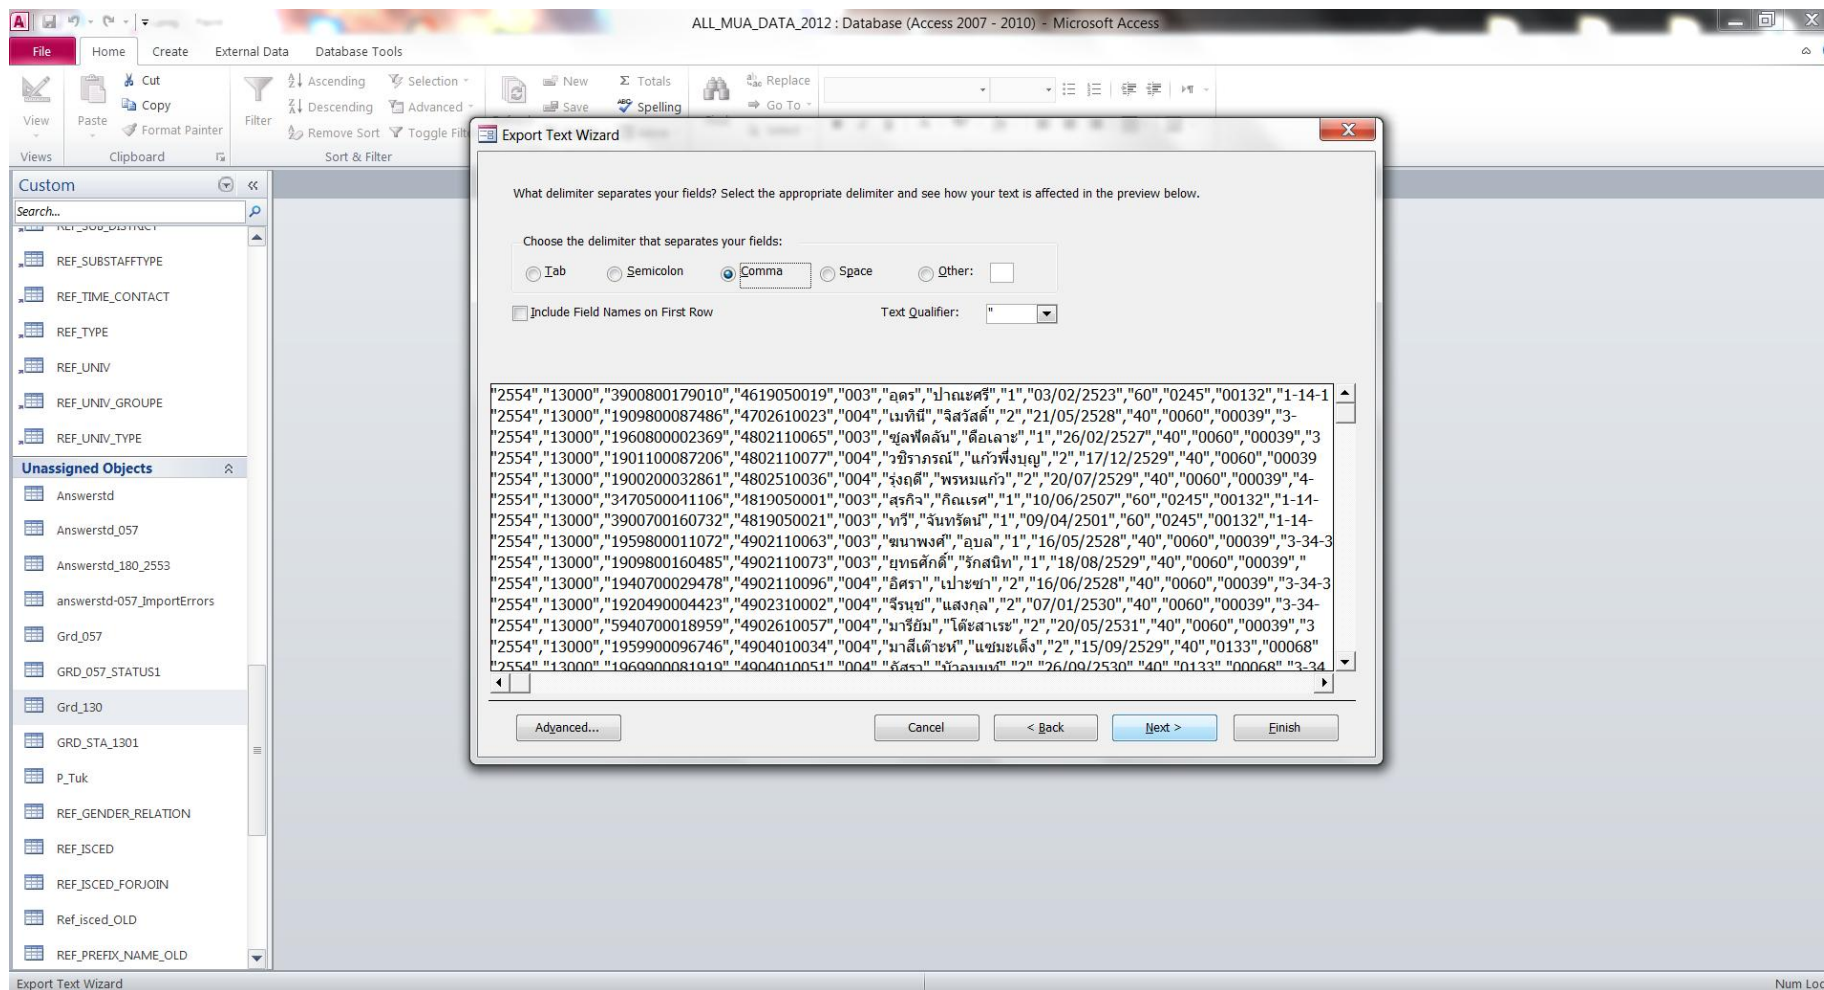 ALL_MUA_DATA_2012 : Database (Access 2007 - 2010) - Microsoft Access
File Home Create External Data Database Tools
Cut Ascending Selection New Totals Replace
Copy Descending Advanced Save Spelling Go To
View Paste Format Painter Filter Remove Sort Toggle Filt
Views Clipboard Sort & Filter
Export Text Wizard
Custom
Search...
REF_SUB_DISTRICT
REF_SUBSTAFFTYPE
REF_TIME_CONTACT
REF_TYPE
REF_UNIV
REF_UNIV_GROUPE
REF_UNIV_TYPE
Unassigned Objects
Answerstd
Answerstd_057
Answerstd_180_2553
answerstd-057_ImportErrors
Grd_057
GRD_057_STATUS1
Grd_130
GRD_STA_1301
P_Tuk
REF_GENDER_RELATION
REF_ISCED
REF_ISCED_FORJOIN
Ref_isced_OLD
REF_PREFIX_NAME_OLD
What delimiter separates your fields? Select the appropriate delimiter and see how your text is affected in the preview below.
Choose the delimiter that separates your fields:
Tab Semicolon Comma Space Other:
Include Field Names on First Row Text Qualifier: "
"2554","13000","3900800179010","4619050019","003","อุดร","ปาณะศรี","1","03/02/2523","60","0245","00132","1-14-1
"2554","13000","1909800087486","4702610023","004","เมทินี","จิสวัสดิ์","2","21/05/2528","40","0060","00039","3-
"2554","13000","1960800002369","4802110065","003","ซุลฟัดลัน","ดือเลาะ","1","26/02/2527","40","0060","00039","3
"2554","13000","1901100087206","4802110077","004","วชิราภรณ์","แก้วพึ่งบุญ","2","17/12/2529","40","0060","00039
"2554","13000","1900200032861","4802510036","004","รุ่งฤดี","พรหมแก้ว","2","20/07/2529","40","0060","00039","4-
"2554","13000","3470500041106","4819050001","003","สุรกิจ","กิณเรศ","1","10/06/2507","60","0245","00132","1-14-
"2554","13000","3900700160732","4819050021","003","ทวี","จันทรัตน์","1","09/04/2501","60","0245","00132","1-14-
"2554","13000","1959800011072","4902110063","003","ฆนาพงศ์","อุบล","1","16/05/2528","40","0060","00039","3-34-3
"2554","13000","1909800160485","4902110073","003","ยุทธศักดิ์","รักสนิท","1","18/08/2529","40","0060","00039","
"2554","13000","1940700029478","4902110096","004","อิศรา","เปาะซา","2","16/06/2528","40","0060","00039","3-34-3
"2554","13000","1920490004423","4902310002","004","จีรนุช","แสงกุล","2","07/01/2530","40","0060","00039","3-34-
"2554","13000","5940700018959","4902610057","004","มารียัม","โต๊ะสาเระ","2","20/05/2531","40","0060","00039","3
"2554","13000","1959900096746","4904010034","004","มาสีเต๊าะห์","แซ่มะเด็ง","2","15/09/2529","40","0133","00068"
"2554","13000","1969900081919","4904010051","004","2","26/09/2530","40","0133","00068","3-34
Advanced... Cancel < Back Next > Finish
Export Text Wizard Num Loc